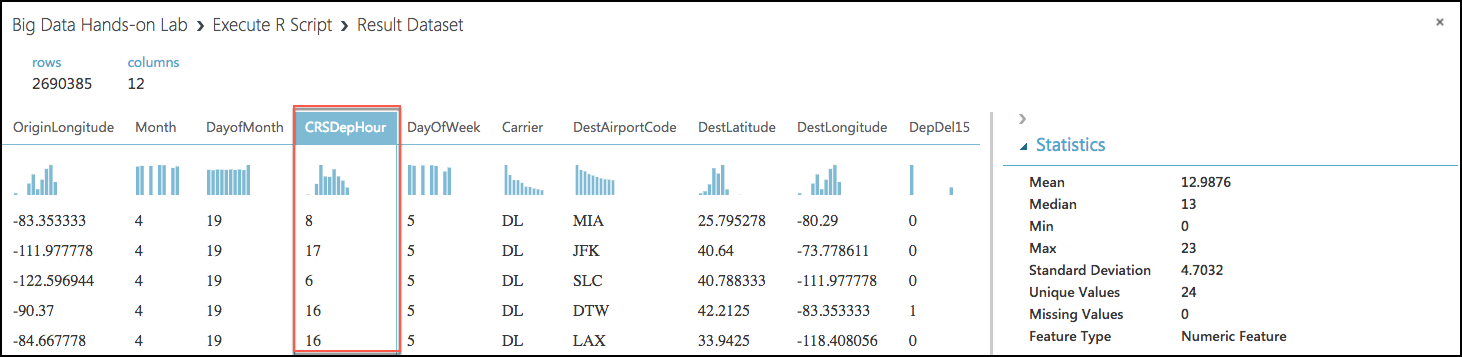 Big Data Hands-on Lab › Execute R Script › Result Dataset ×
rows columns
2690385 12
OriginLongitude Month DayofMonth CRSDepHour DayOfWeek Carrier DestAirportCode DestLatitude DestLongitude DepDel15
-83.353333 4 19 8 5 DL MIA 25.795278 -80.29 0
-111.977778 4 19 17 5 DL JFK 40.64 -73.778611 0
-122.596944 4 19 6 5 DL SLC 40.788333 -111.977778 0
-90.37 4 19 16 5 DL DTW 42.2125 -83.353333 1
-84.667778 4 19 16 5 DL LAX 33.9425 -118.408056 0
Statistics
Mean 12.9876
Median 13
Min 0
Max 23
Standard Deviation 4.7032
Unique Values 24
Missing Values 0
Feature Type Numeric Feature